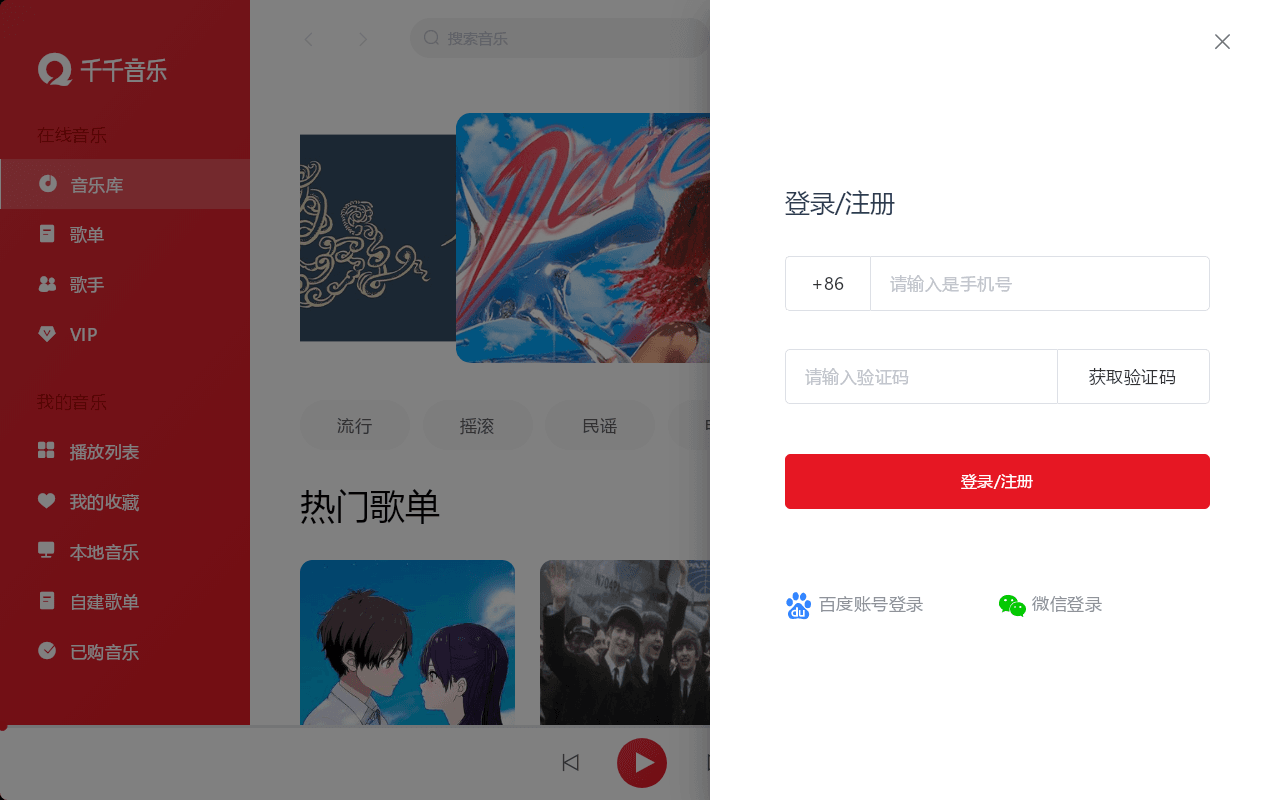 千千音乐
在线音乐
音乐库
歌单
歌手
VIP
我的音乐
播放列表
我的收藏
本地音乐
自建歌单
已购音乐
搜索音乐
流行
摇滚
民谣
热门歌单
登录/注册
+86
请输入是手机号
请输入验证码
获取验证码
登录/注册
du
百度账号登录
微信登录